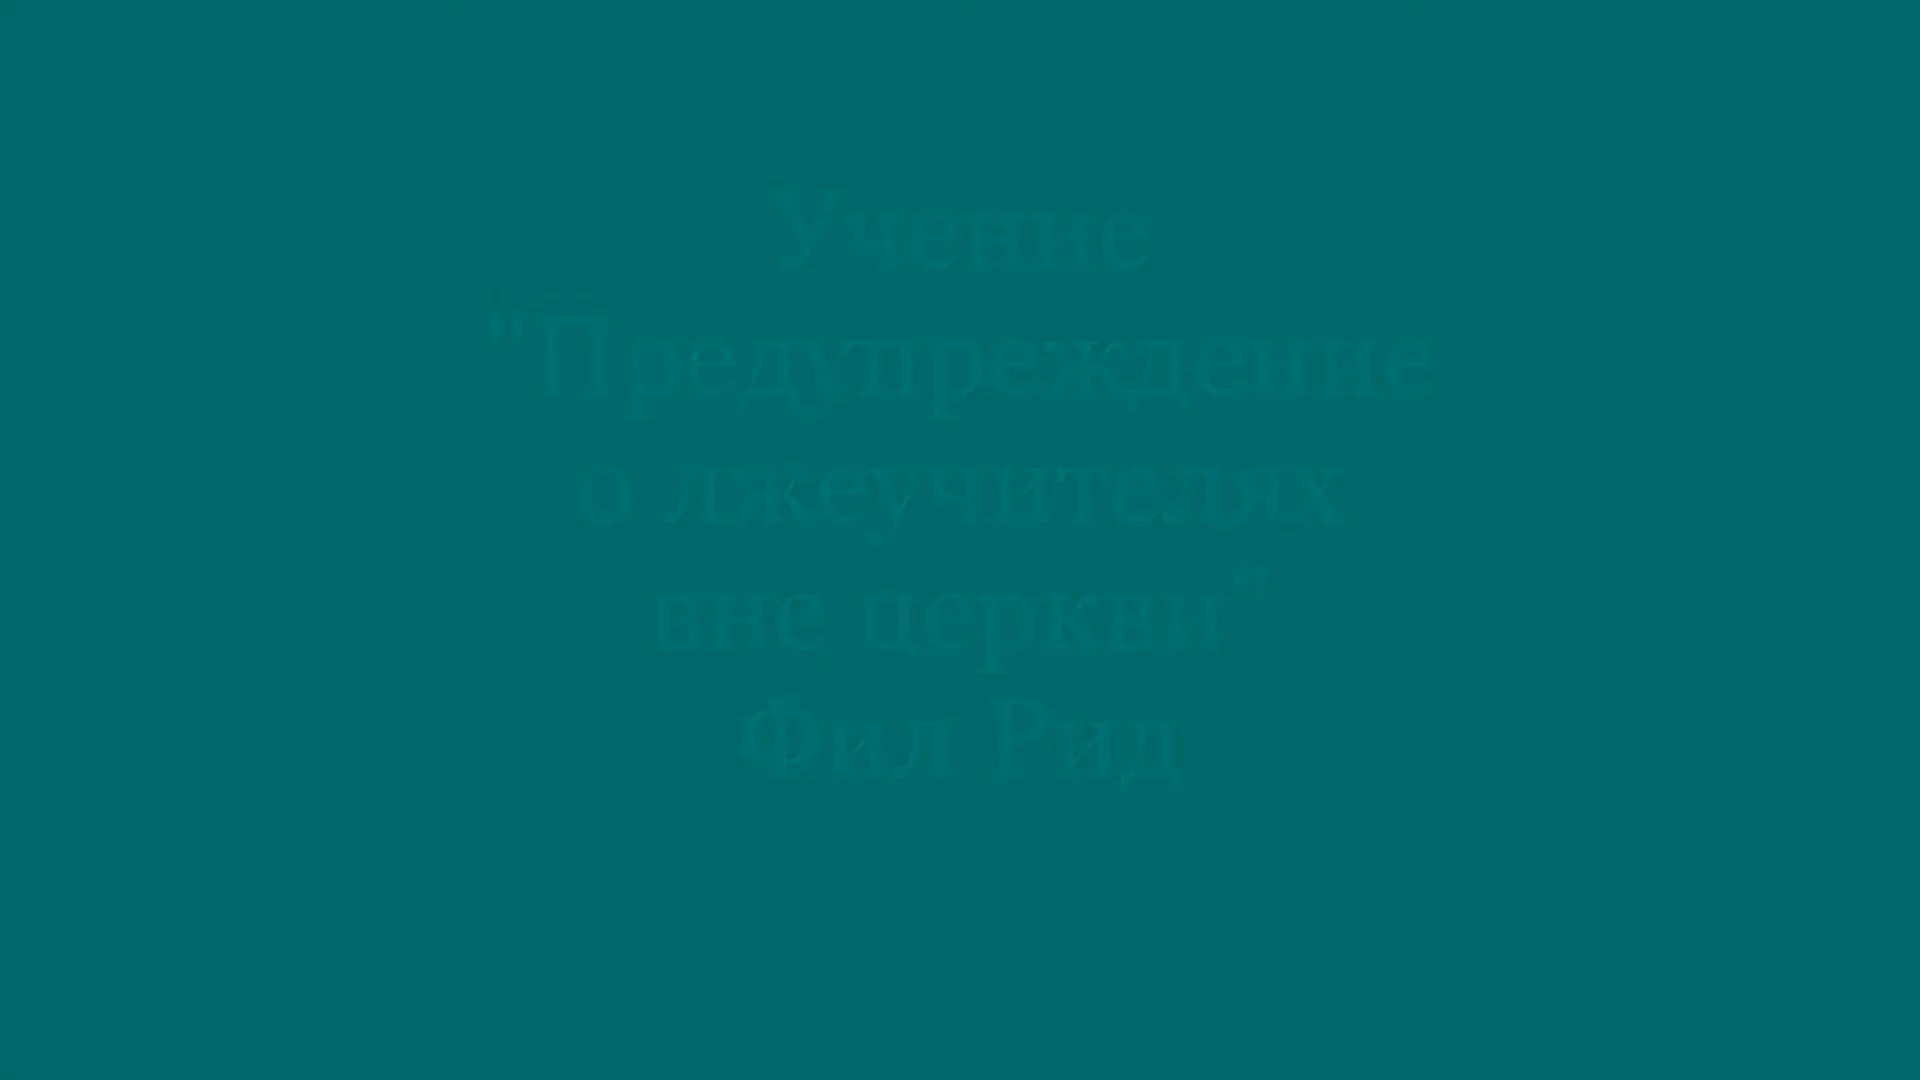 Учение
"Предупреждение
о лжеучителях
вне церкви"
Фил Рид